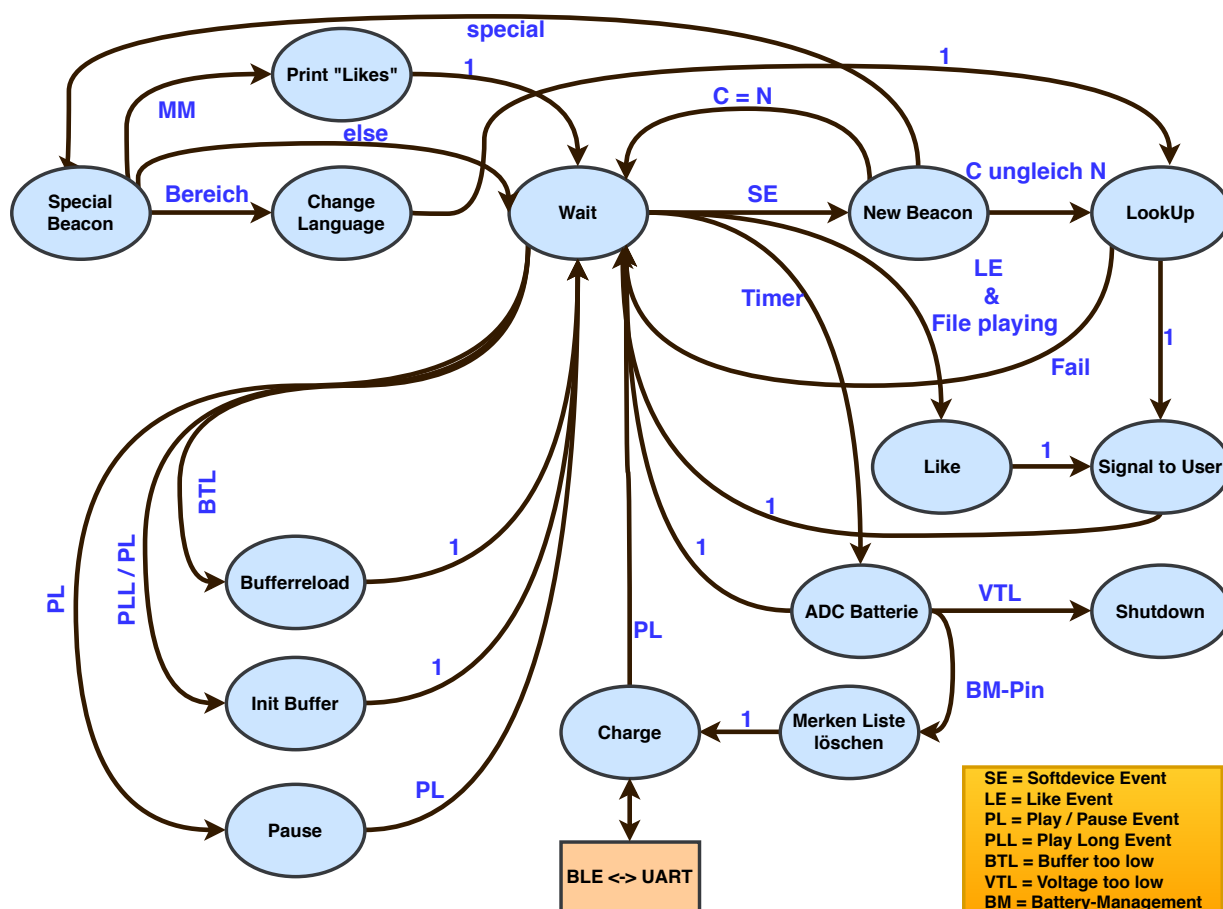 special
1
Print "Likes"
1
C = N
MM
else
Special
Beacon
Bereich
Change
Language
Wait
SE
New Beacon
C ungleich N
LookUp
LE
&
File playing
Timer
Fail
1
Like
1
Signal to User
1
BTL
PLL / PL
PL
Bufferreload
1
1
ADC Batterie
VTL
Shutdown
PL
BM-Pin
Init Buffer
1
Charge
1
Merken Liste
löschen
Pause
PL
BLE <-> UART
SE = Softdevice Event
LE = Like Event
PL = Play / Pause Event
PLL = Play Long Event
BTL = Buffer too low
VTL = Voltage too low
BM = Battery-Management